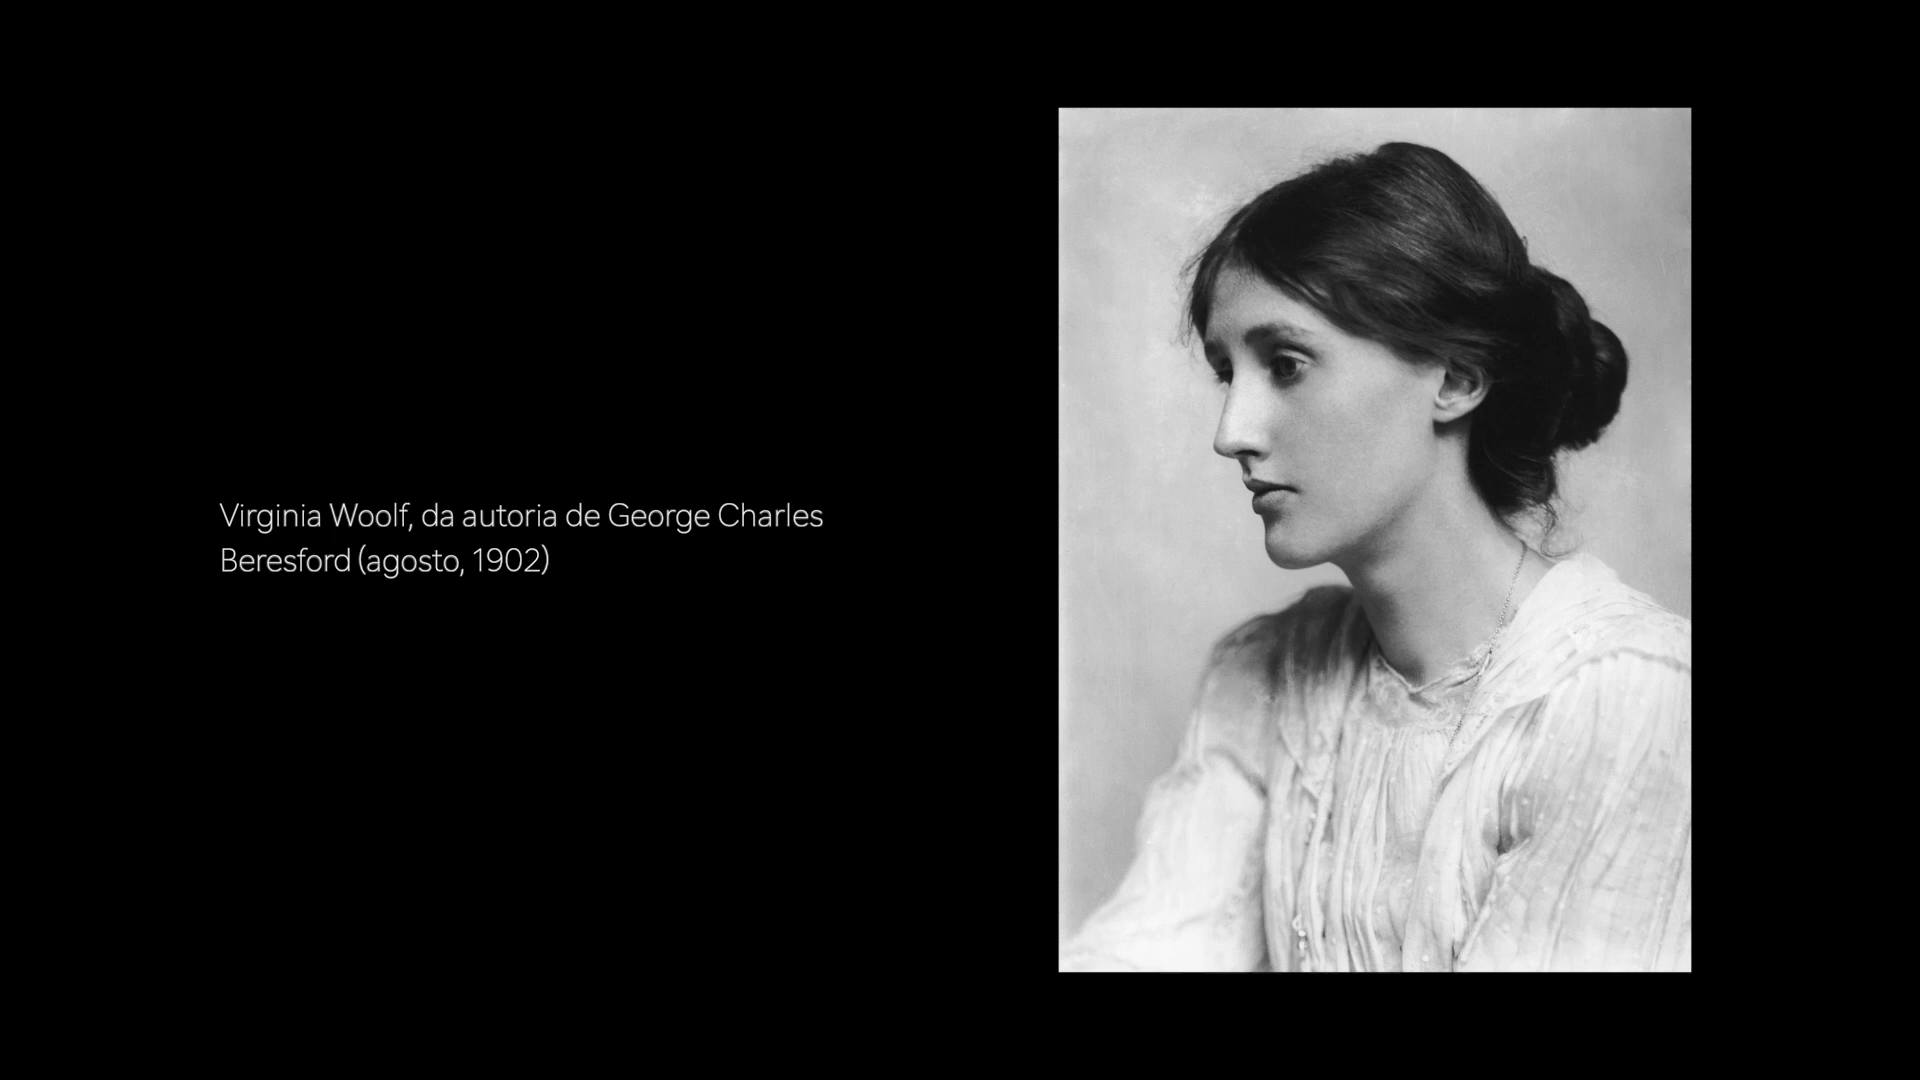 Virginia Woolf, da autoria de George Charles
Beresford (agosto, 1902)